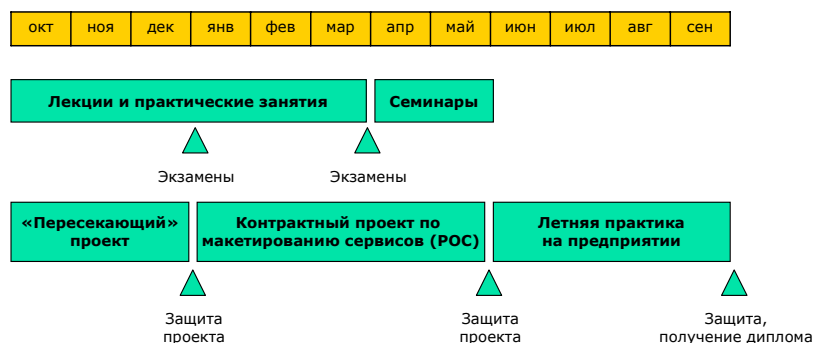 окт ноя дек янв фев мар апр май июн июл авг сен
Лекции и практические занятия Семинары
Экзамены Экзамены
«Пересекающий» проект
Контрактный проект по макетированию сервисов (РОС)
Летняя практика на предприятии
Защита проекта
Защита проекта
Защита, получение диплома